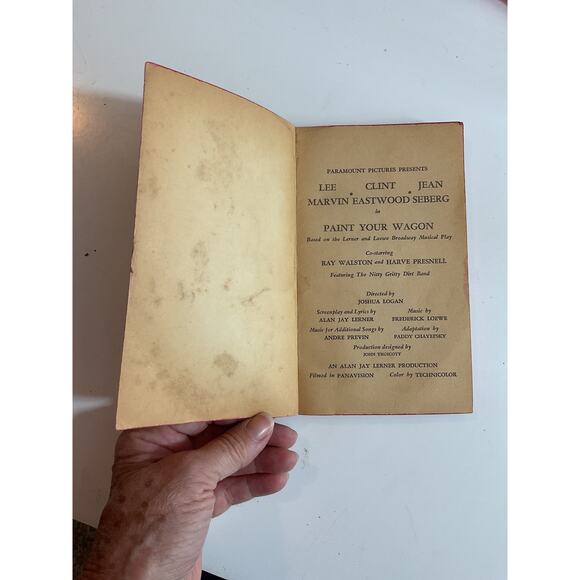 PARAMOUNT PICTURES PRESENTS
LEE CLINT JEAN
MARVIN EASTWOOD SEBERG
in
PAINT YOUR WAGON
Based on the Lerner and Loewe Broadway Musical Play
Co-starring
RAY WALSTON and HARVE PRESNELL
Featuring The Nitty Gritty Dirt Band
Directed by
JOSHUA LOGAN
Screenplay and Lyrics by Music by
ALAN JAY LERNER FREDERICK LOEWE
Music for Additional Songs by Adaptation by
ANDRE PREVIN PADDY CHAYEFSKY
Production designed by
JOHN TRUSCOTT
AN ALAN JAY LERNER PRODUCTION
Filmed in PANAVISION Color by TECHNICOLOR